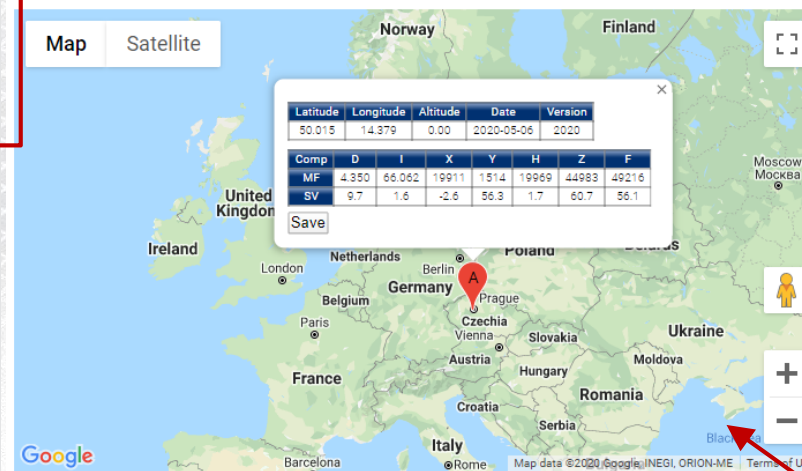 Norway
Finland
Map Satellite
×
Latitude Longitude Altitude Date Version
50.015 14.379 0.00 2020-05-06 2020
Comp D I X Y H Z F
MF 4.350 66.062 19911 1514 19969 44983 49216
SV 9.7 1.6 -2.6 56.3 1.7 60.7 56.1
Save
Moscow
Москва
United
Kingdom
Ireland
Netherlands
Poland
London
Berlin
A
Germany
Belgium
Prague
Paris
Czechia
Vienna
Slovakia
Ukraine
Austria
Hungary
Moldova
France
Romania
Croatia
Serbia
Italy
Google
Barcelona
Rome
Map data ©2020 Google, INEGI, ORION-ME Terms of U